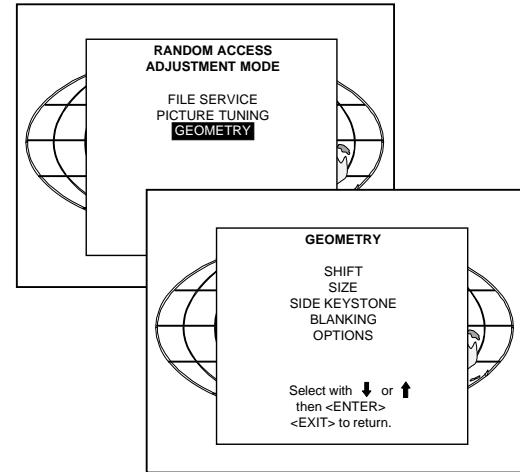 RANDOM ACCESS
ADJUSTMENT MODE
FILE SERVICE
PICTURE TUNING
GEOMETRY
GEOMETRY
SHIFT
SIZE
SIDE KEYSTONE
BLANKING
OPTIONS
Select with ⬇ or ⬆
then <ENTER>
<EXIT> to return.